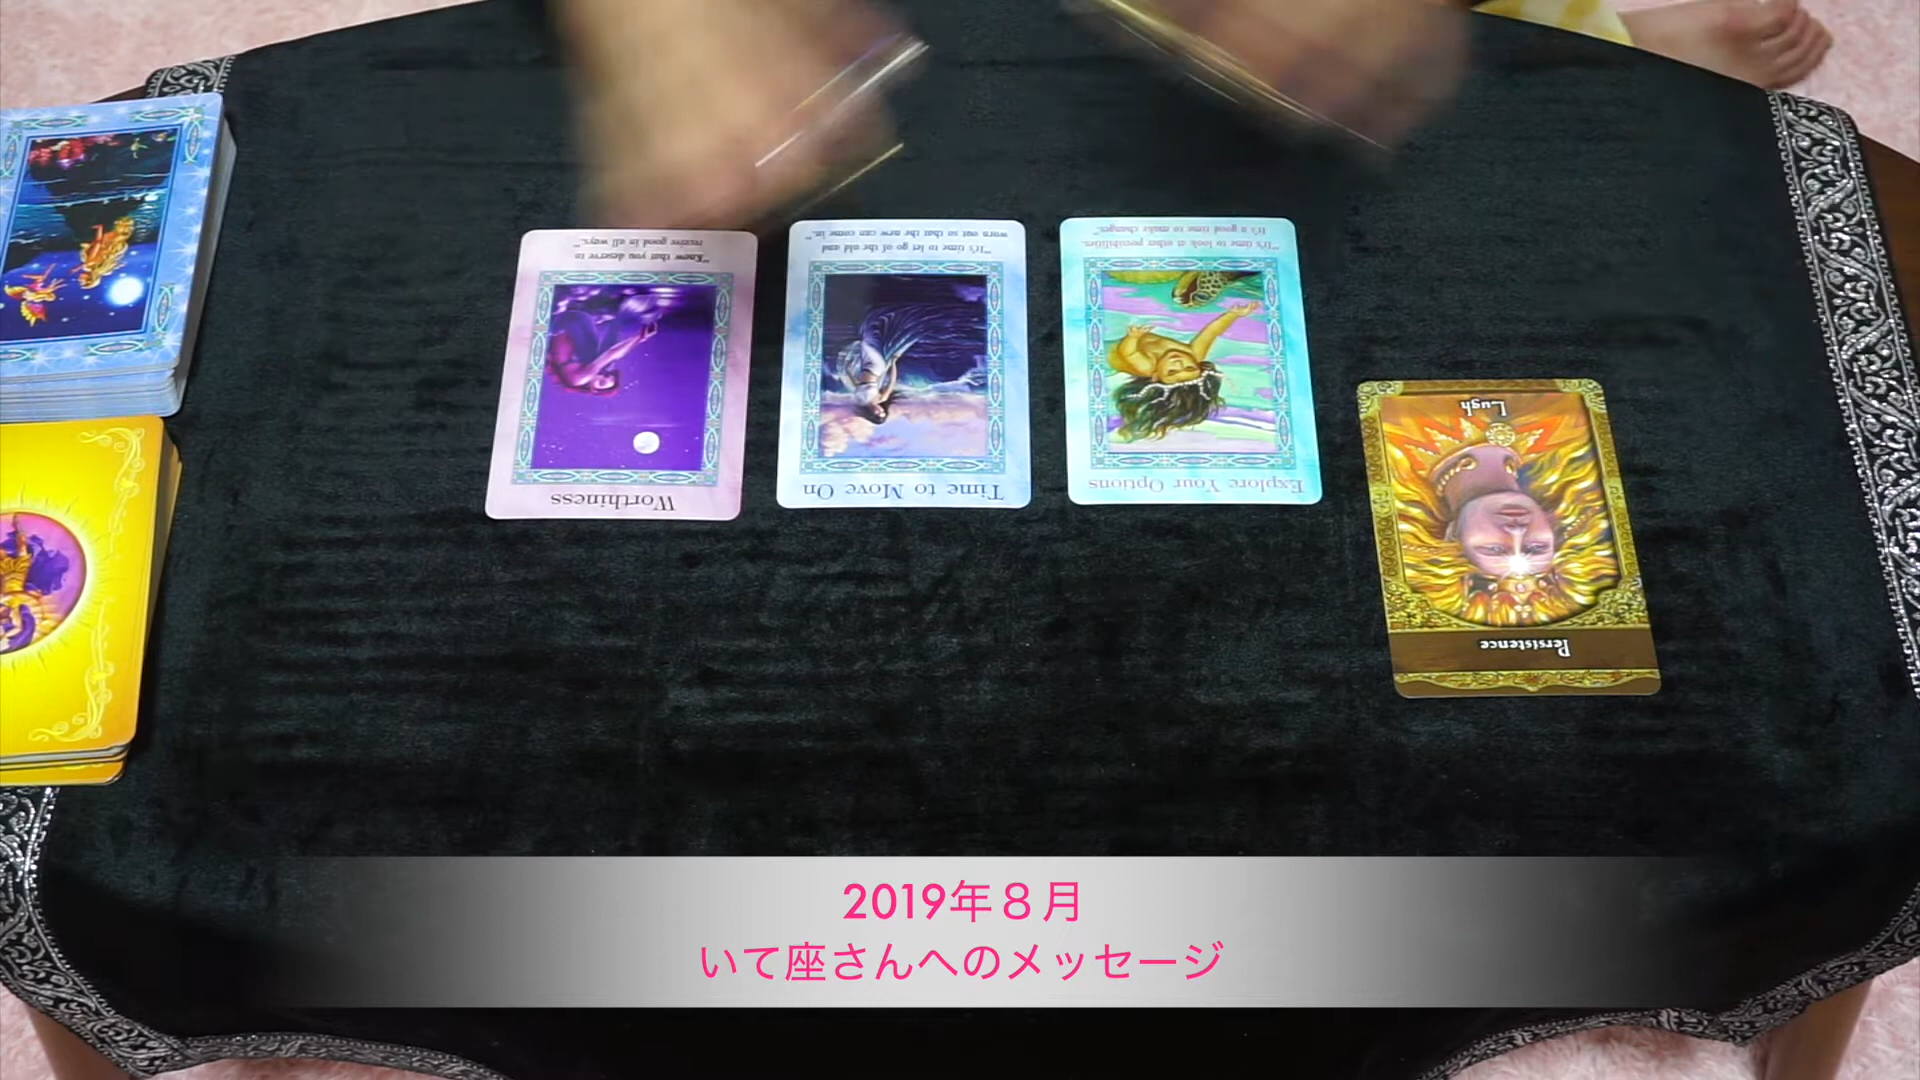 "Know that you deserve to
receive good in all ways."
Worthiness
"It's time to let go of the old and
worn out so that the new can come in."
Time to Move On
"It's time to look at other possibilities.
It's a good time to make changes."
Explore Your Options
Lugh
Persistence
2019年８月
いて座さんへのメッセージ